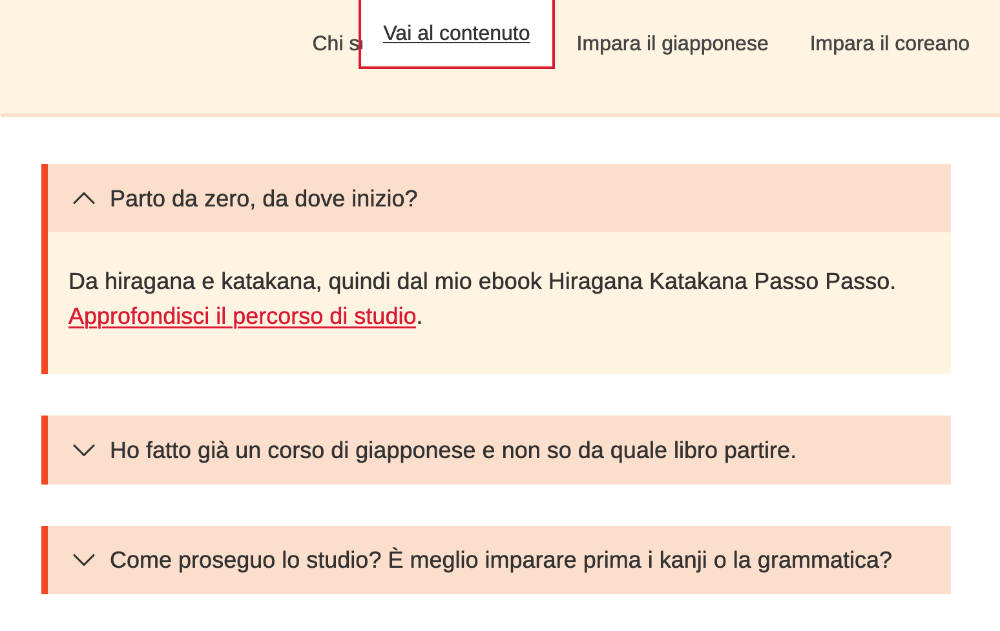 Chi
Vai al contenuto
Impara il giapponese
Impara il coreano
Parto da zero, da dove inizio?
Da hiragana e katakana, quindi dal mio ebook Hiragana Katakana Passo Passo.
Approfondisci il percorso di studio.
Ho fatto già un corso di giapponese e non so da quale libro partire.
Come proseguo lo studio? È meglio imparare prima i kanji o la grammatica?